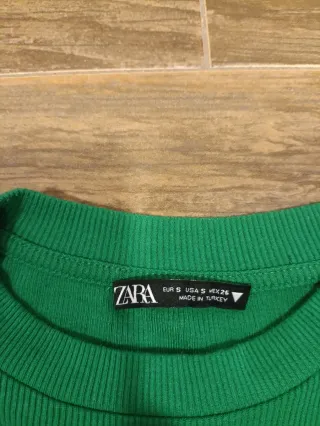 ZARA
EUR S USA S MEX 26
MADE IN TURKEY